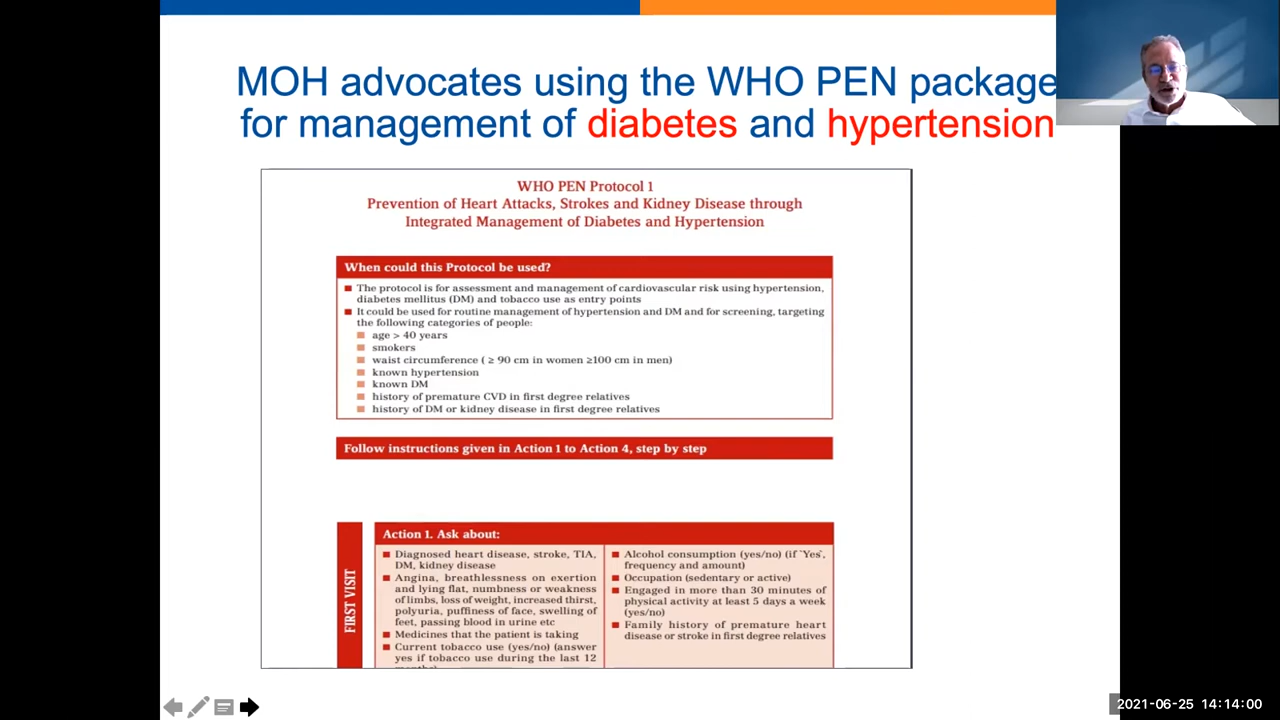 MOH advocates using the WHO PEN package
for management of diabetes and hypertension
WHO PEN Protocol 1
Prevention of Heart Attacks, Strokes and Kidney Disease through
Integrated Management of Diabetes and Hypertension
When could this Protocol be used?
The protocol is for assessment and management of cardiovascular risk using hypertension,
diabetes mellitus (DM) and tobacco use as entry points
It could be used for routine management of hypertension and DM and for screening, targeting
the following categories of people:
age > 40 years
smokers
waist circumference ( ≥ 90 cm in women ≥100 cm in men)
known hypertension
known DM
history of premature CVD in first degree relatives
history of DM or kidney disease in first degree relatives
Follow instructions given in Action 1 to Action 4, step by step
FIRST VISIT
Action 1. Ask about:
Diagnosed heart disease, stroke, TIA,
DM, kidney disease
Angina, breathlessness on exertion
and lying flat, numbness or weakness
of limbs, loss of weight, increased thirst,
polyuria, puffiness of face, swelling of
feet, passing blood in urine etc
Medicines that the patient is taking
Current tobacco use (yes/no) (answer
yes if tobacco use during the last 12
Alcohol consumption (yes/no) (if 'Yes',
frequency and amount)
Occupation (sedentary or active)
Engaged in more than 30 minutes of
physical activity at least 5 days a week
(yes/no)
Family history of premature heart
disease or stroke in first degree relatives
2021-06-25 14:14:00